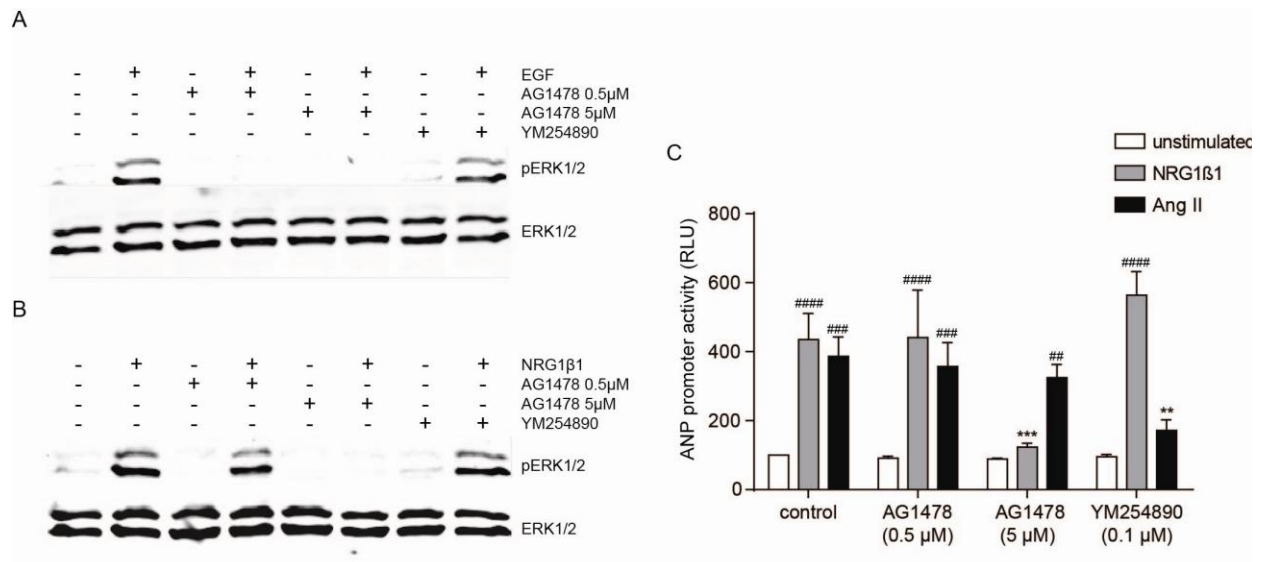 A
- + - + - + - + EGF
- - + + - - - - AG1478 0.5µM
- - - - + + - - AG1478 5µM
- - - - - - + + YM254890
pERK1/2
ERK1/2
B
- + - + - + - + NRG1β1
- - + + - - - - AG1478 0.5µM
- - - - + + - - AG1478 5µM
- - - - - - + + YM254890
pERK1/2
ERK1/2
C
unstimulated
NRG1ß1
Ang II
ANP promoter activity (RLU)
800
600
400
200
0
#### ###
#### ###
*** ##
#### **
control
AG1478
(0.5 µM)
AG1478
(5 µM)
YM254890
(0.1 µM)